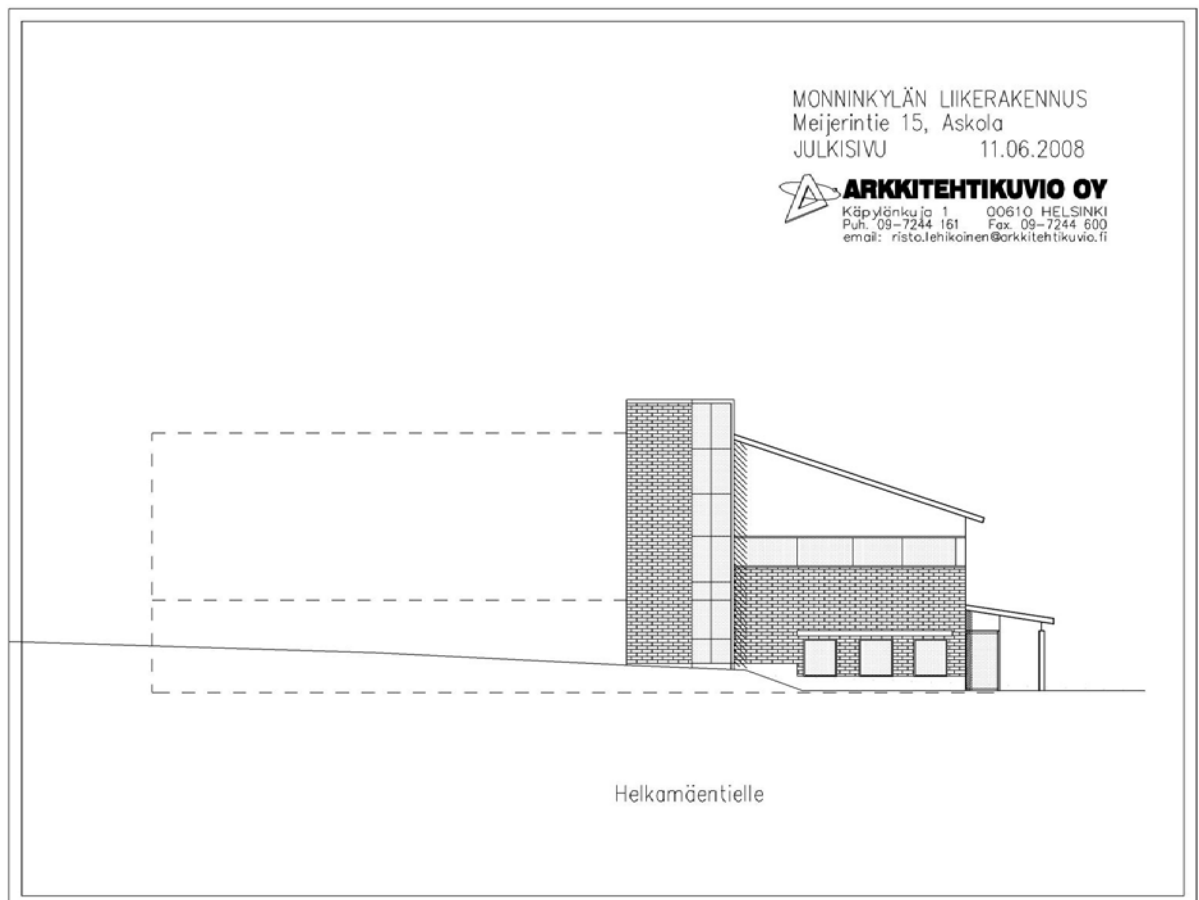 MONNINKYLÄN LIIKERAKENNUS
Meijerintie 15, Askola
JULKISIVU 11.06.2008
ARKKITEHTIKUVIO OY
Käpylönkuja 1 00610 HELSINKI
Puh. 09-7244 161 Fax. 09-7244 600
email: risto.lehikoinen@arkkitehtikuvio.fi
Helkamäentielle